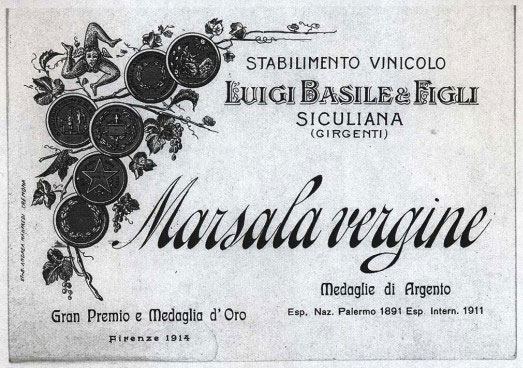 STABILIMENTO VINICOLO
LUIGI BASILE & FIGLI
SICULIANA
(GIRGENTI)
Marsala vergine
Medaglie di Argento
Esp. Naz. Palermo 1891 Esp. Intern. 1911
Gran Premio e Medaglia d'Oro
Firenze 1914